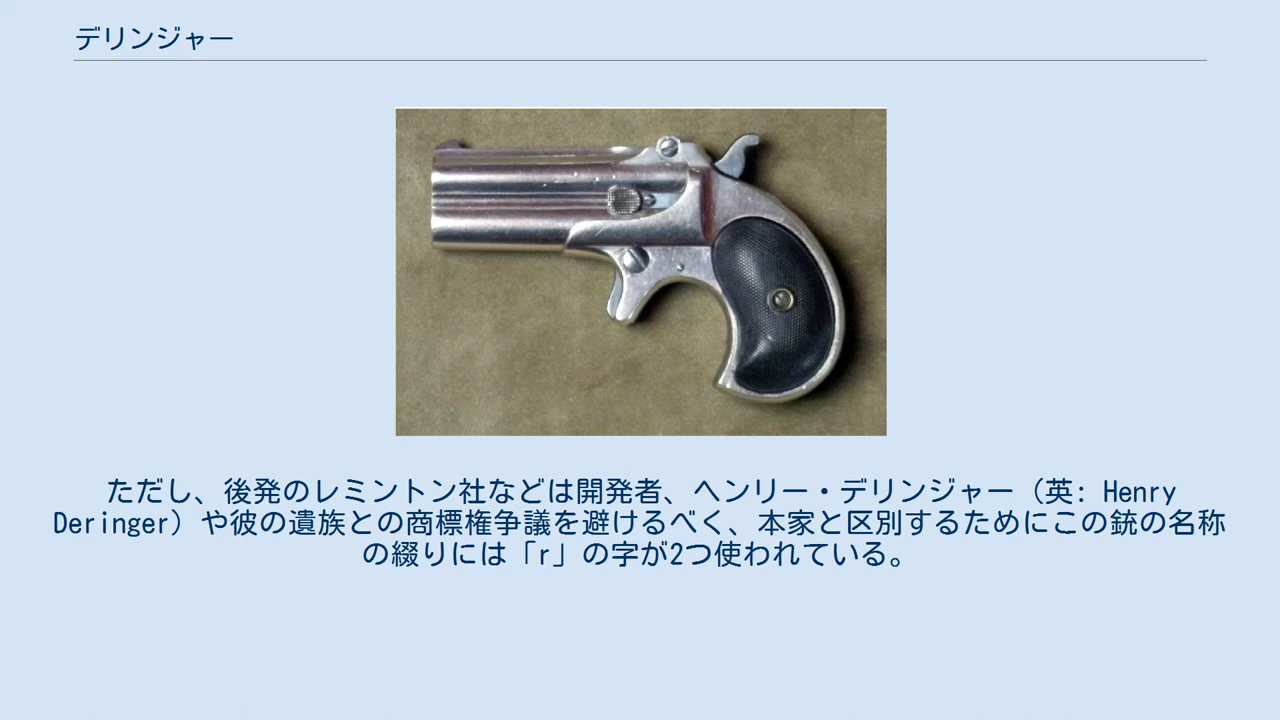 デリンジャー
ただし、後発のレミントン社などは開発者、ヘンリー・デリンジャー（英: Henry
Deringer）や彼の遺族との商標権争議を避けるべく、本家と区別するためにこの銃の名称
の綴りには「r」の字が2つ使われている。